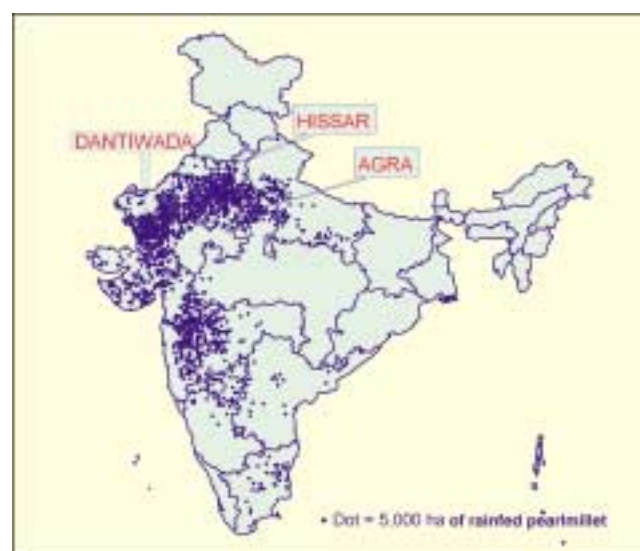 HISSAR
DANTIWADA
AGRA
• Dot = 5,000 ha of rainfed pearlmillet